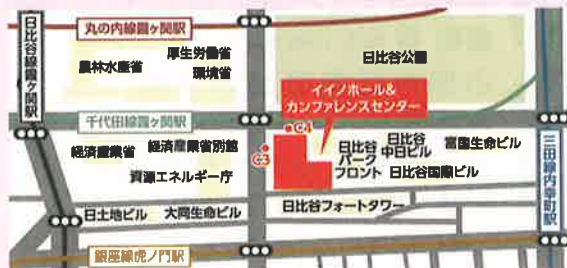 丸の内線霞ヶ関駅
日比谷線霞ヶ関駅
厚生労働省
農林水産省
環境省
日比谷公園
イイノホール&
カンファレンスセンター
千代田線霞ヶ関駅
C4
C3
経済産業省
経済産業省別館
資源エネルギー庁
日比谷
パーク
フロント
日比谷
中日ビル
富国生命ビル
日比谷国際ビル
三田線内幸町駅
日土地ビル
大同生命ビル
日比谷フォートタワー
銀座線虎ノ門駅